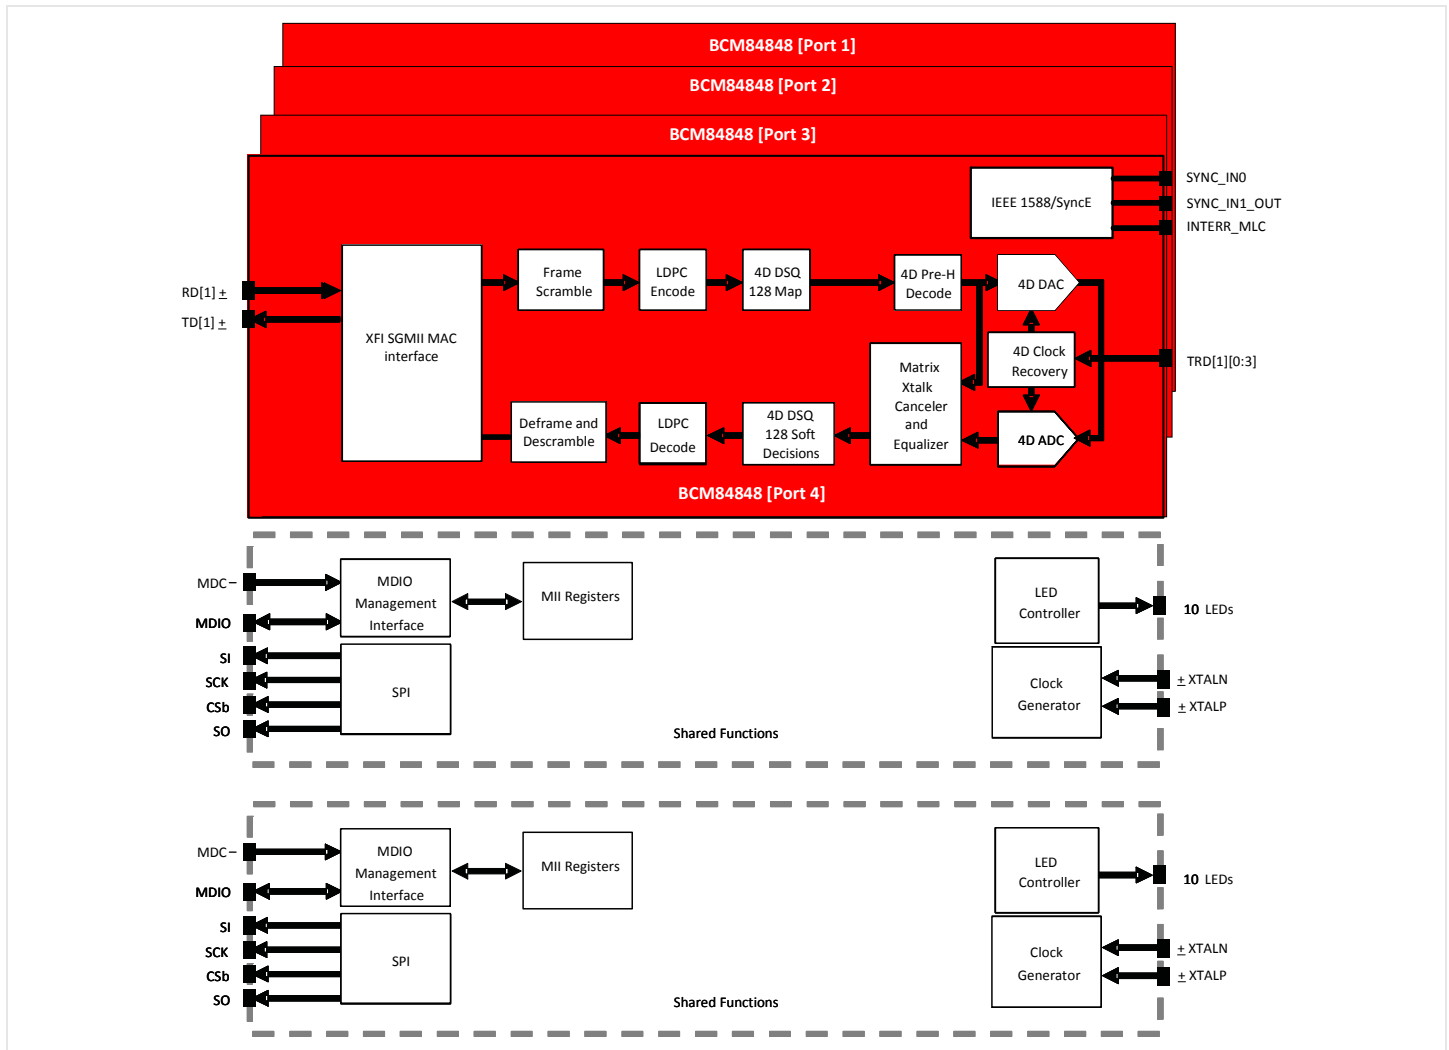 BCM84848 [Port 1]
BCM84848 [Port 2]
BCM84848 [Port 3]
IEEE 1588/SyncE
SYNC_IN0
SYNC_IN1_OUT
INTERR_MLC
RD[1] ±
TD[1] ±
XFI SGMII MAC
interface
Frame
Scramble
LDPC
Encode
4D DSQ
128 Map
4D Pre-H
Decode
4D DAC
4D Clock
Recovery
TRD[1][0:3]
Matrix
Xtalk
Canceler
and
Equalizer
Deframe and
Descramble
LDPC
Decode
4D DSQ
128 Soft
Decisions
4D ADC
BCM84848 [Port 4]
MDC–
MDIO
SI
SCK
CSb
SO
MDIO
Management
Interface
MII Registers
SPI
LED
Controller
10 LEDs
Clock
Generator
± XTALN
± XTALP
Shared Functions
MDC–
MDIO
SI
SCK
CSb
SO
MDIO
Management
Interface
MII Registers
SPI
LED
Controller
10 LEDs
Clock
Generator
± XTALN
± XTALP
Shared Functions